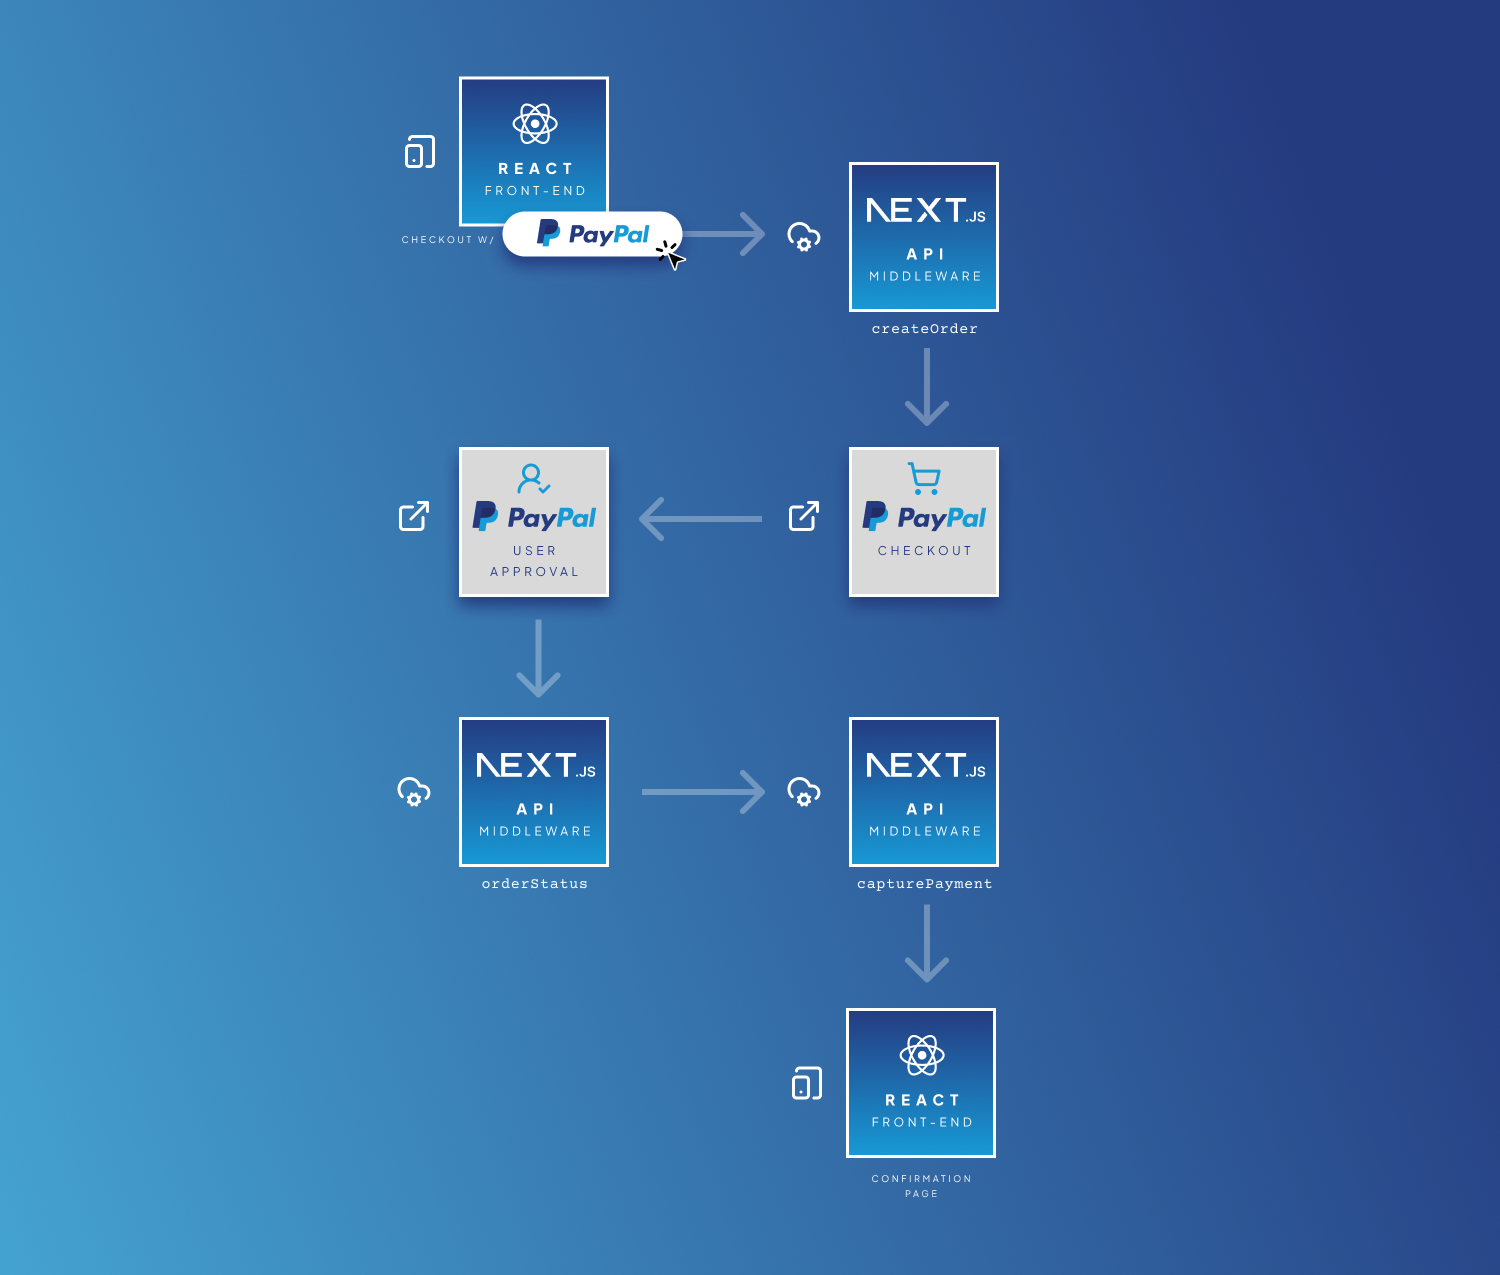 REACT
FRONT-END
CHECKOUT W/
PayPal
NEXT.JS
API
MIDDLEWARE
createOrder
PayPal
CHECKOUT
PayPal
USER
APPROVAL
NEXT.JS
API
MIDDLEWARE
orderStatus
NEXT.JS
API
MIDDLEWARE
capturePayment
REACT
FRONT-END
CONFIRMATION
PAGE